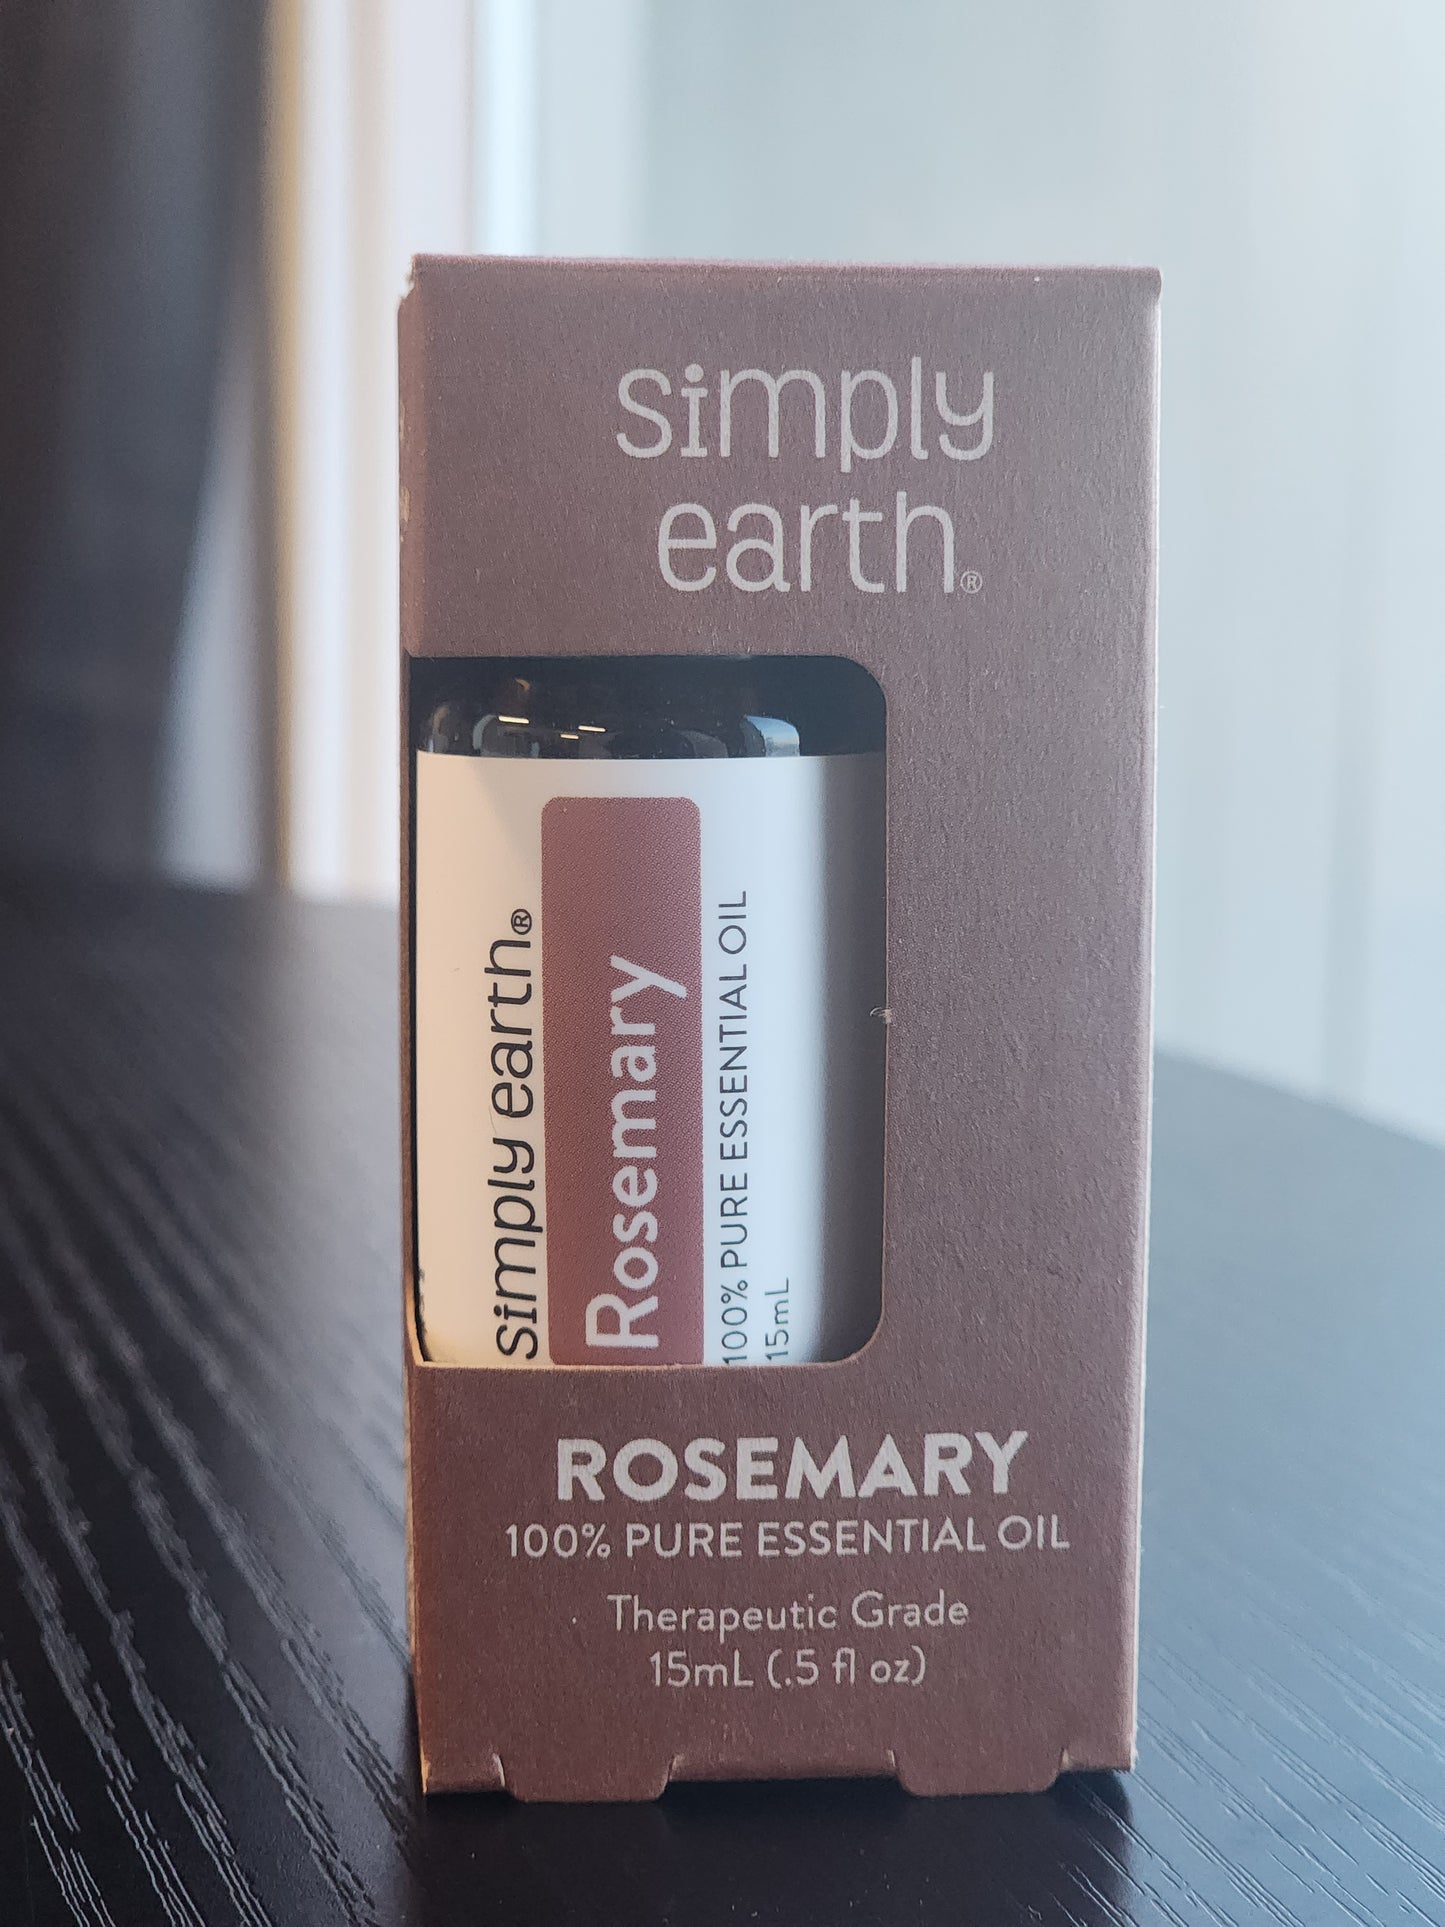 simply
earth®
simply earth®
Rosemary
100% PURE ESSENTIAL OIL
15mL
ROSEMARY
100% PURE ESSENTIAL OIL
Therapeutic Grade
15mL (.5 fl oz)